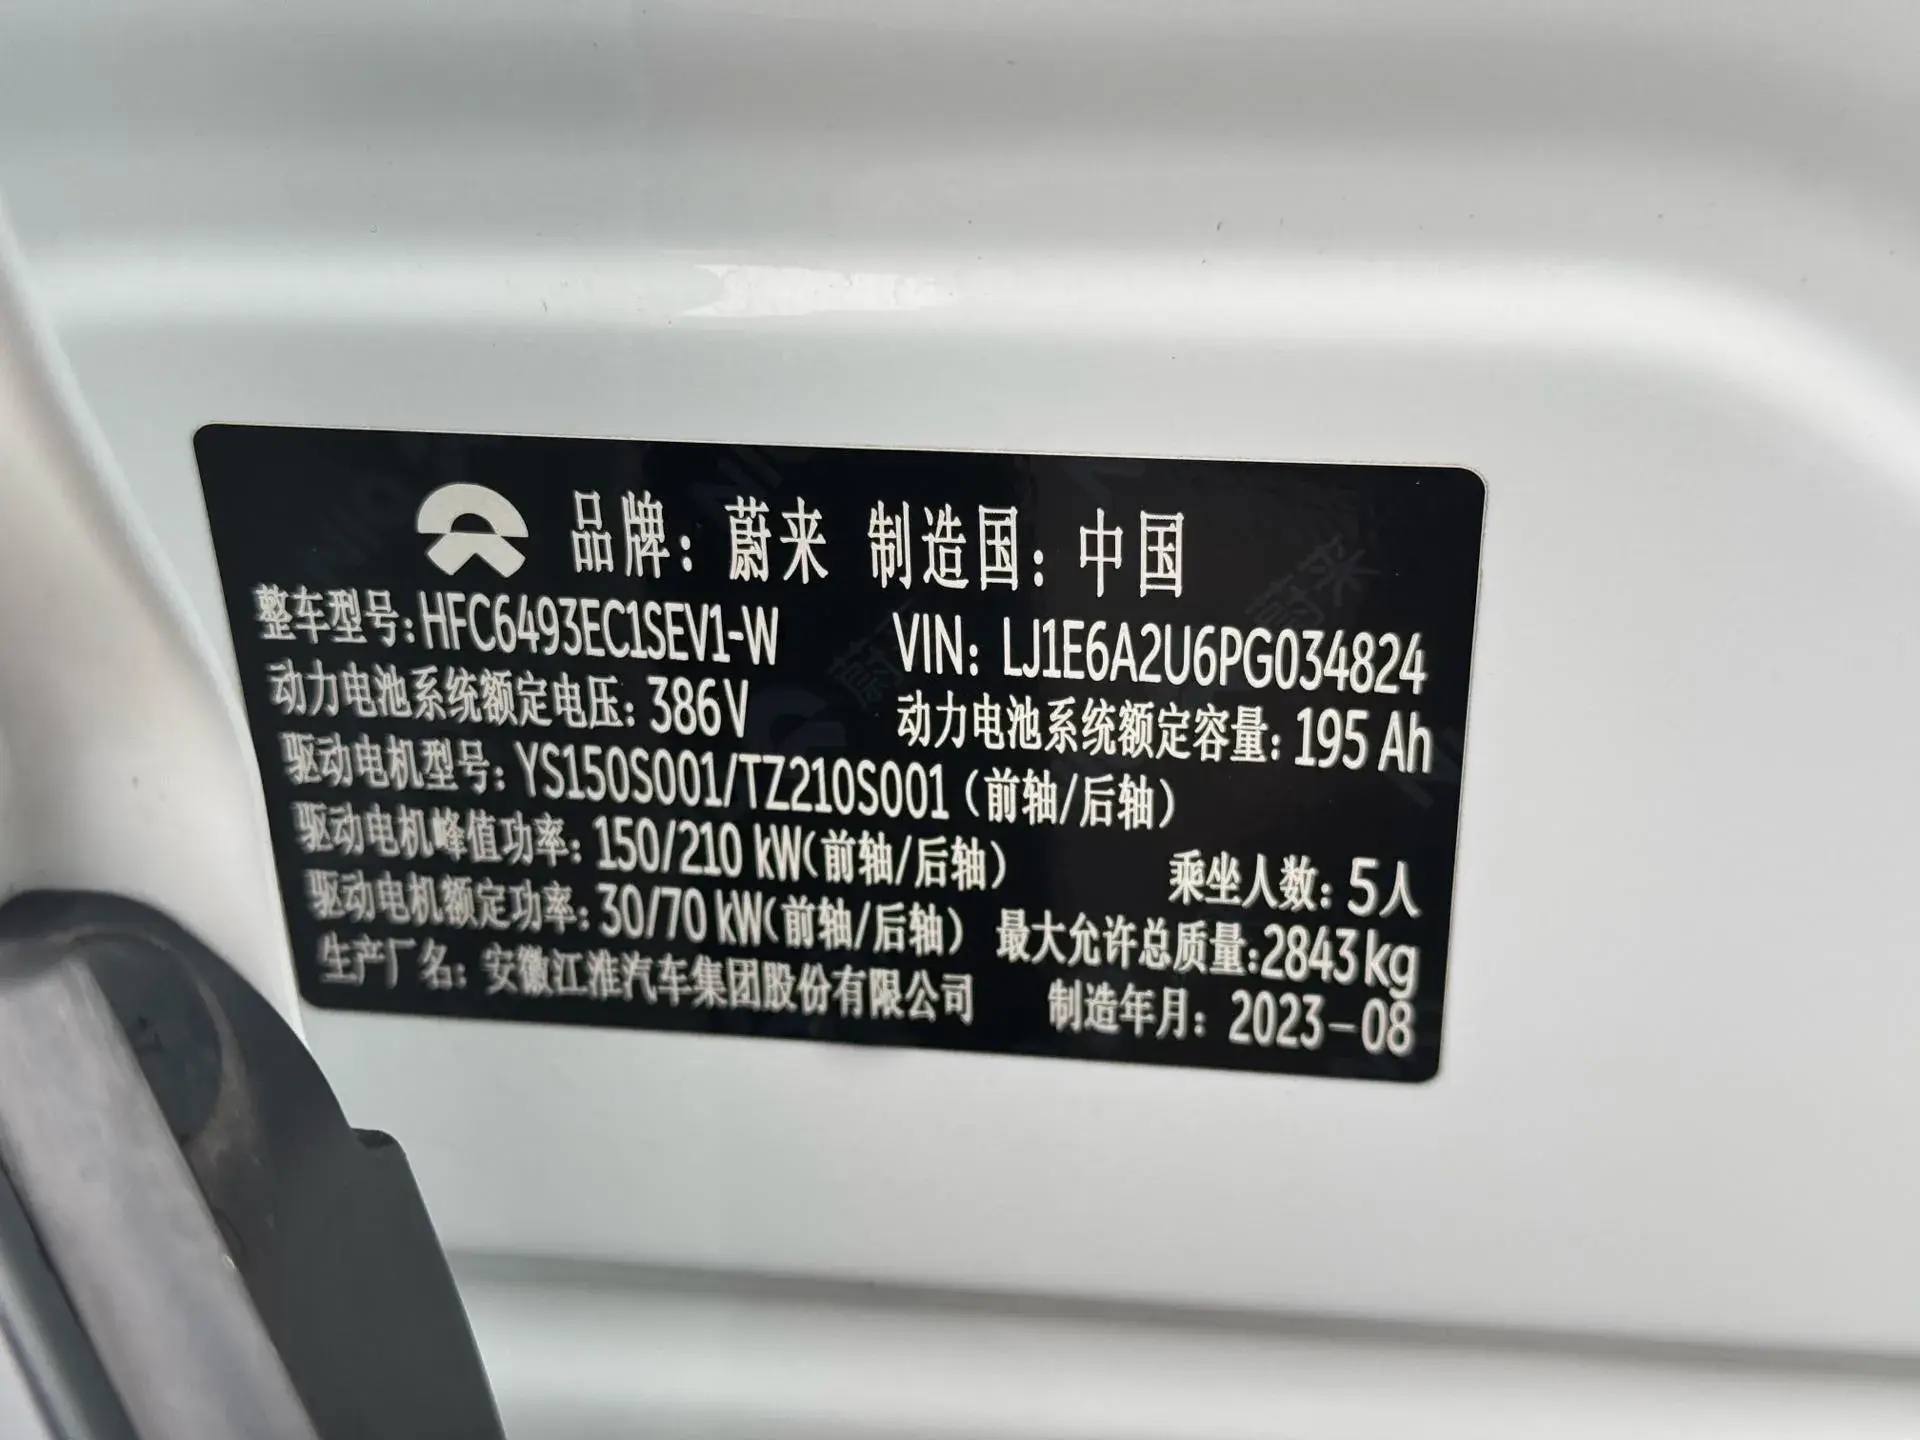 品牌：蔚来 制造国：中国
整车型号：HFC6493EC1SEV1-W VIN：LJ1E6A2U6PG034824
动力电池系统额定电压：386V 动力电池系统额定容量：195 Ah
驱动电机型号：YS150S001/TZ210S001（前轴/后轴）
驱动电机峰值功率：150/210 kW（前轴/后轴） 乘坐人数：5人
驱动电机额定功率：30/70 kW（前轴/后轴） 最大允许总质量：2843kg
生产厂名：安徽江淮汽车集团股份有限公司 制造年月：2023-08